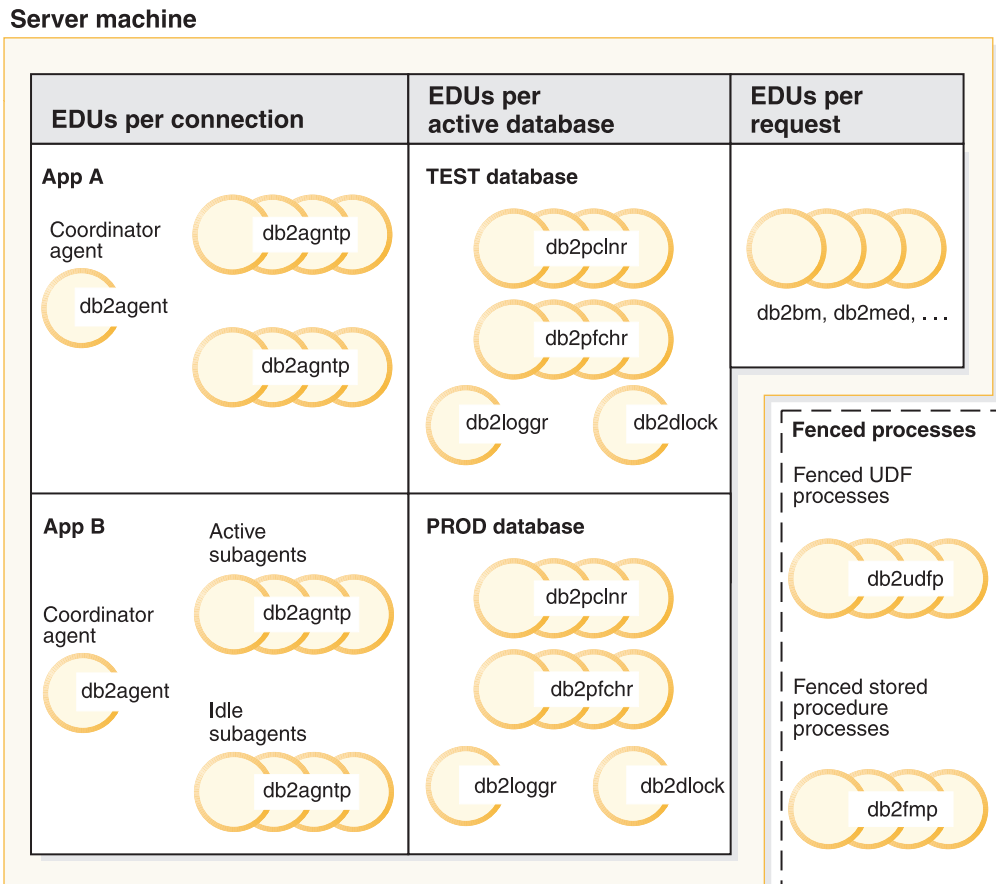 Server machine
EDUs per connection
EDUs per
active database
EDUs per
request
App A
Coordinator
agent
db2agent
db2agntp
db2agntp
TEST database
db2pclnr
db2pfchr
db2loggr
db2dlock
db2bm, db2med, . . .
App B
Coordinator
agent
db2agent
Active
subagents
db2agntp
Idle
subagents
db2agntp
PROD database
db2pclnr
db2pfchr
db2loggr
db2dlock
Fenced processes
Fenced UDF
processes
db2udfp
Fenced stored
procedure
processes
db2fmp